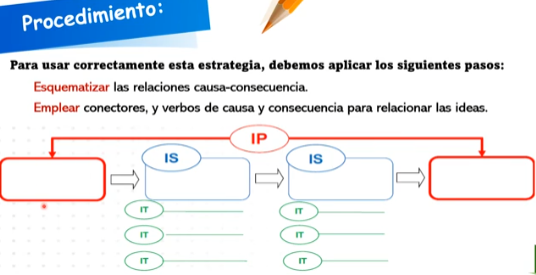 Procedimiento:
Para usar correctamente esta estrategia, debemos aplicar los siguientes pasos:
Esquematizar las relaciones causa-consecuencia.
Emplear conectores, y verbos de causa y consecuencia para relacionar las ideas.
IP
IS
IS
IT
IT
IT
IT
IT
IT